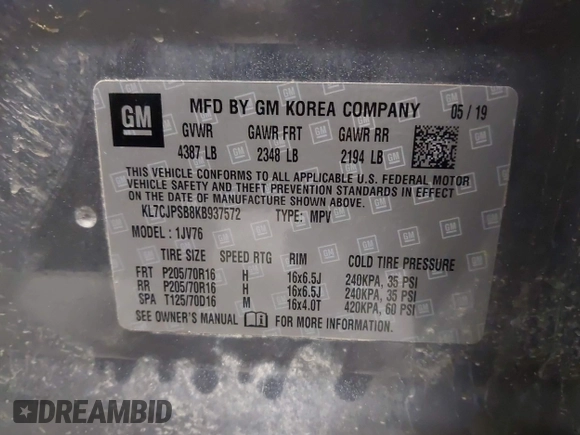 GM
MFD BY GM KOREA COMPANY 05 / 19
GVWR GAWR FRT GAWR RR
4387 LB 2348 LB 2194 LB
THIS VEHICLE CONFORMS TO ALL APPLICABLE U.S. FEDERAL MOTOR
VEHICLE SAFETY AND THEFT PREVENTION STANDARDS IN EFFECT
ON THE DATE OF MANUFACTURE SHOWN ABOVE.
KL7CJPSB8KB937572 TYPE: MPV
MODEL : 1JV76
TIRE SIZE SPEED RTG RIM COLD TIRE PRESSURE
FRT P205/70R16 H 16x6.5J 240KPA, 35 PSI
RR P205/70R16 H 16x6.5J 240KPA, 35 PSI
SPA T125/70D16 M 16x4.0T 420KPA, 60 PSI
SEE OWNER'S MANUAL FOR MORE INFORMATION.
DREAMBID